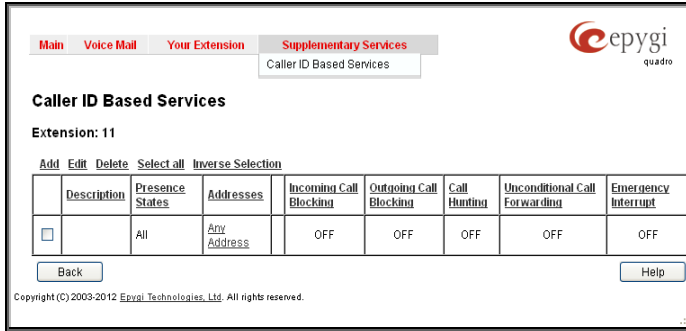 Main Voice Mail Your Extension Supplementary Services
Caller ID Based Services
epygi
quadro
Caller ID Based Services
Extension: 11
Add Edit Delete Select all Inverse Selection
Description Presence States Addresses Incoming Call Blocking Outgoing Call Blocking Call Hunting Unconditional Call Forwarding Emergency Interrupt
All Any Address OFF OFF OFF OFF OFF
Back Help
Copyright (C) 2003-2012 Epygi Technologies, Ltd. All rights reserved.